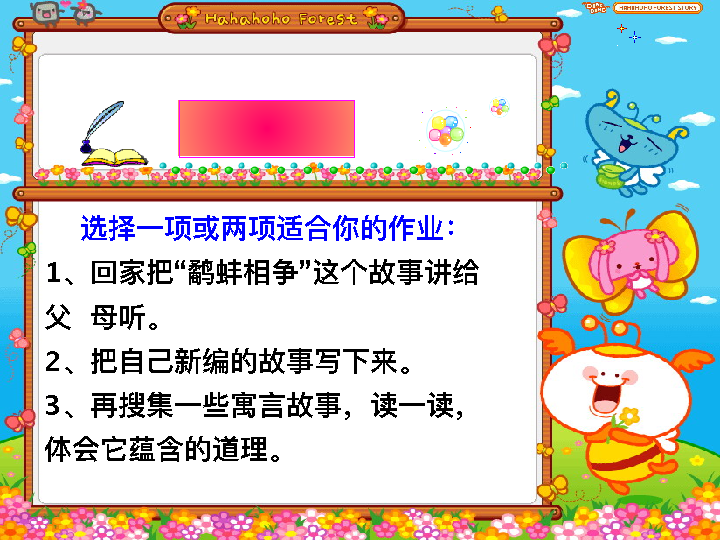 Hahahoho Forest
HAHAHOHO FOREST STORY
选择一项或两项适合你的作业：
1、回家把“鹬蚌相争”这个故事讲给
父 母听。
2、把自己新编的故事写下来。
3、再搜集一些寓言故事，读一读，
体会它蕴含的道理。